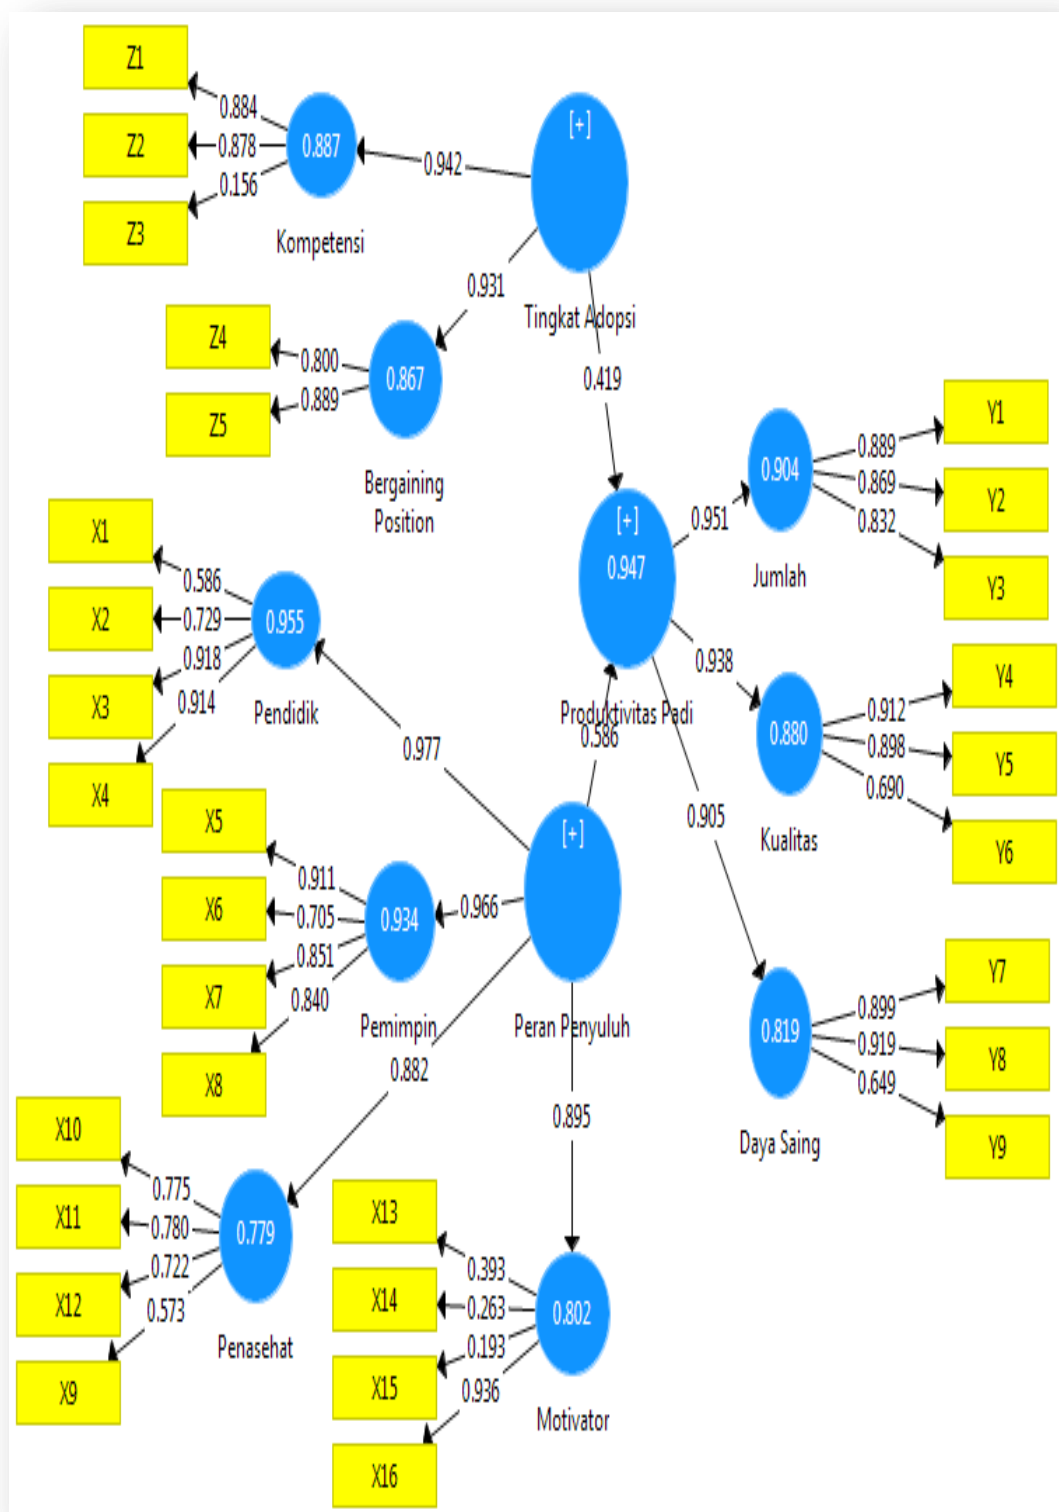 Z1
0.884
Z2
0.878
0.887
Z3
0.156
Kompetensi
0.942
[+]
Tingkat Adopsi
0.931
Z4
0.800
Z5
0.889
0.867
Bergaining
Position
0.419
X1
0.586
X2
0.729
X3
0.918
X4
0.914
0.955
Pendidik
0.977
[+]
0.947
Produktivitas Padi
0.586
0.951
0.904
Jumlah
0.889
Y1
0.869
Y2
0.832
Y3
0.938
0.880
Kualitas
0.912
Y4
0.898
Y5
0.690
Y6
0.905
0.819
Daya Saing
0.899
Y7
0.919
Y8
0.649
Y9
X5
0.911
X6
0.705
X7
0.851
X8
0.840
0.934
Pemimpin
0.966
[+]
Peran Penyuluh
0.882
0.895
X10
0.775
X11
0.780
X12
0.722
X9
0.573
0.779
Penasehat
X13
0.393
X14
0.263
X15
0.193
X16
0.936
0.802
Motivator